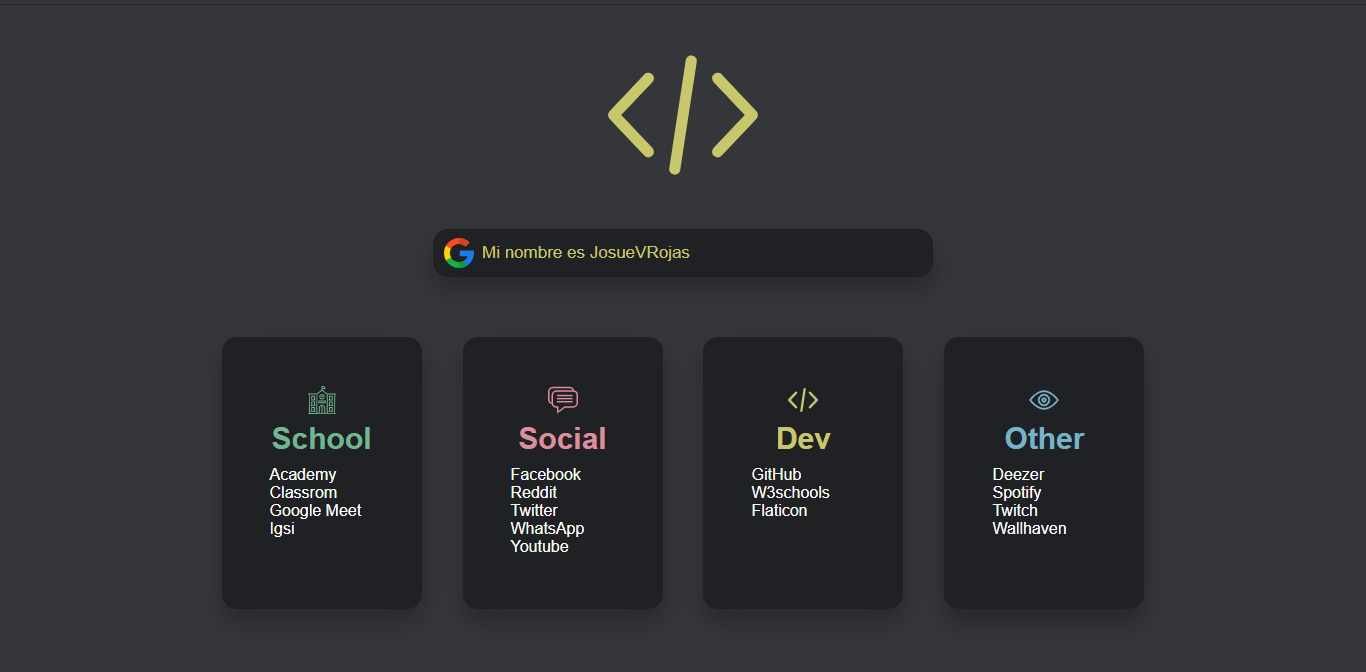 Mi nombre es JosueVRojas
School
Academy
Classrom
Google Meet
Igsi
Social
Facebook
Reddit
Twitter
WhatsApp
Youtube
Dev
GitHub
W3schools
Flaticon
Other
Deezer
Spotify
Twitch
Wallhaven